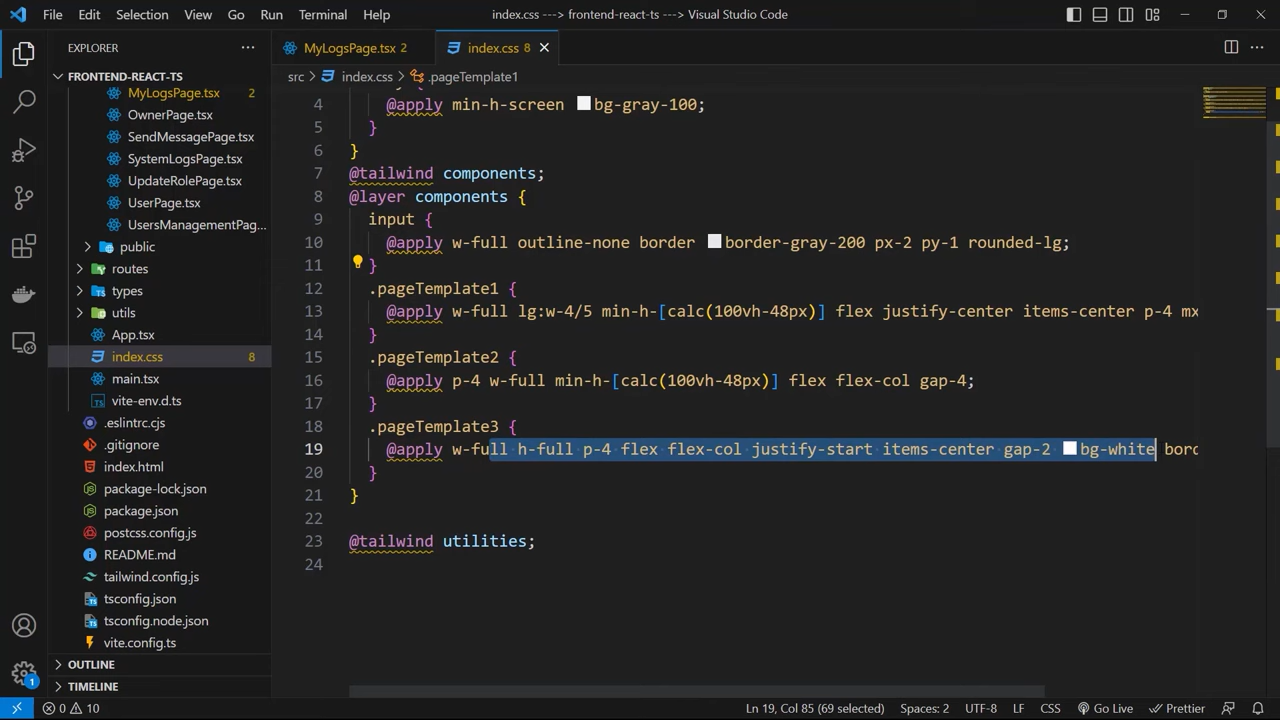 File Edit Selection View Go Run Terminal Help
index.css ---> frontend-react-ts ---> Visual Studio Code
EXPLORER
FRONTEND-REACT-TS
MyLogsPage.tsx 2
OwnerPage.tsx
SendMessagePage.tsx
SystemLogsPage.tsx
UpdateRolePage.tsx
UserPage.tsx
UsersManagementPag...
public
routes
types
utils
App.tsx
index.css 8
main.tsx
vite-env.d.ts
.eslintrc.cjs
.gitignore
index.html
package-lock.json
package.json
postcss.config.js
README.md
tailwind.config.js
tsconfig.json
tsconfig.node.json
vite.config.ts
OUTLINE
TIMELINE
MyLogsPage.tsx 2
index.css 8
src > index.css > .pageTemplate1
4 @apply min-h-screen bg-gray-100;
5 }
6 }
7 @tailwind components;
8 @layer components {
9 input {
10 @apply w-full outline-none border border-gray-200 px-2 py-1 rounded-lg;
11 }
12 .pageTemplate1 {
13 @apply w-full lg:w-4/5 min-h-[calc(100vh-48px)] flex justify-center items-center p-4 mx
14 }
15 .pageTemplate2 {
16 @apply p-4 w-full min-h-[calc(100vh-48px)] flex flex-col gap-4;
17 }
18 .pageTemplate3 {
19 @apply w-full h-full p-4 flex flex-col justify-start items-center gap-2 bg-white bord
20 }
21 }
22
23 @tailwind utilities;
24
1
0 10
Ln 19, Col 85 (69 selected)
Spaces: 2
UTF-8
LF
CSS
Go Live
Prettier